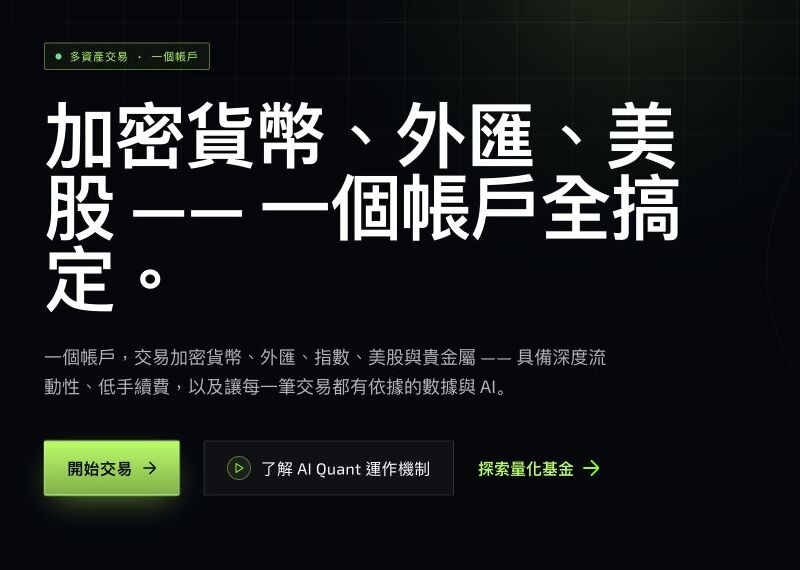 多資產交易 · 一個帳戶
加密貨幣、外匯、美
股 —— 一個帳戶全搞
定。
一個帳戶，交易加密貨幣、外匯、指數、美股與貴金屬 —— 具備深度流
動性、低手續費，以及讓每一筆交易都有依據的數據與 AI。
開始交易 → 了解 AI Quant 運作機制 探索量化基金 →